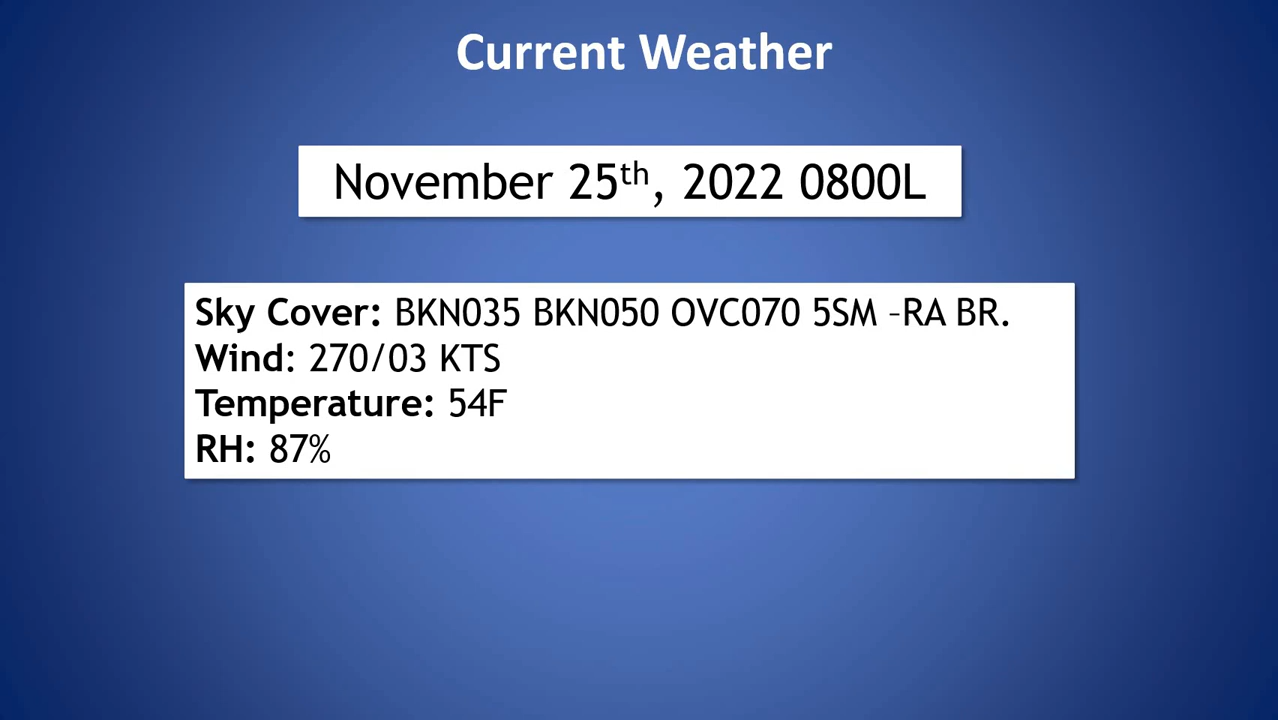 Current Weather
November 25th, 2022 0800L
Sky Cover: BKN035 BKN050 OVC070 5SM –RA BR.
Wind: 270/03 KTS
Temperature: 54F
RH: 87%